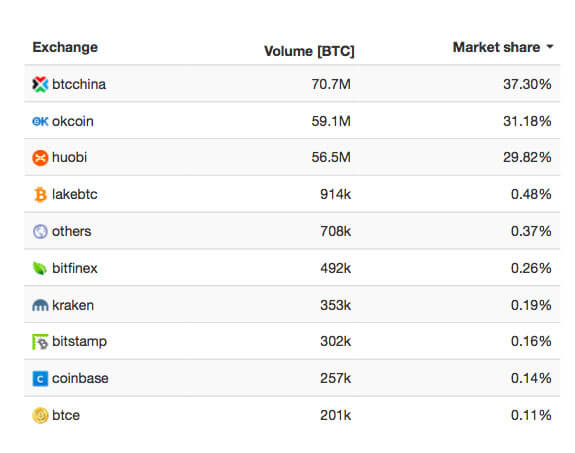 Exchange Volume [BTC] Market share
btcchina 70.7M 37.30%
OK okcoin 59.1M 31.18%
huobi 56.5M 29.82%
lakebtc 914k 0.48%
others 708k 0.37%
bitfinex 492k 0.26%
kraken 353k 0.19%
bitstamp 302k 0.16%
C coinbase 257k 0.14%
btce 201k 0.11%